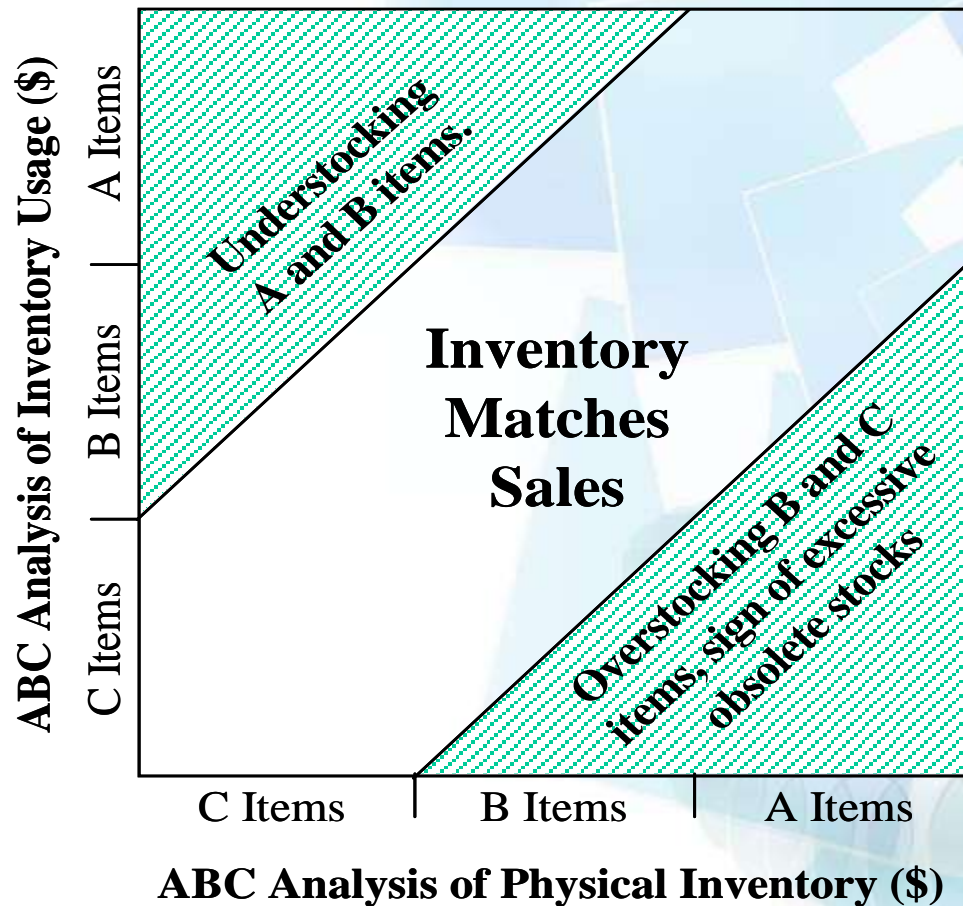 ABC Analysis of Inventory Usage ($)
A Items
B Items
C Items
Understocking
A and B items.
Inventory
Matches
Sales
Overstocking B and C
items, sign of excessive
obsolete stocks
C Items
B Items
A Items
ABC Analysis of Physical Inventory ($)